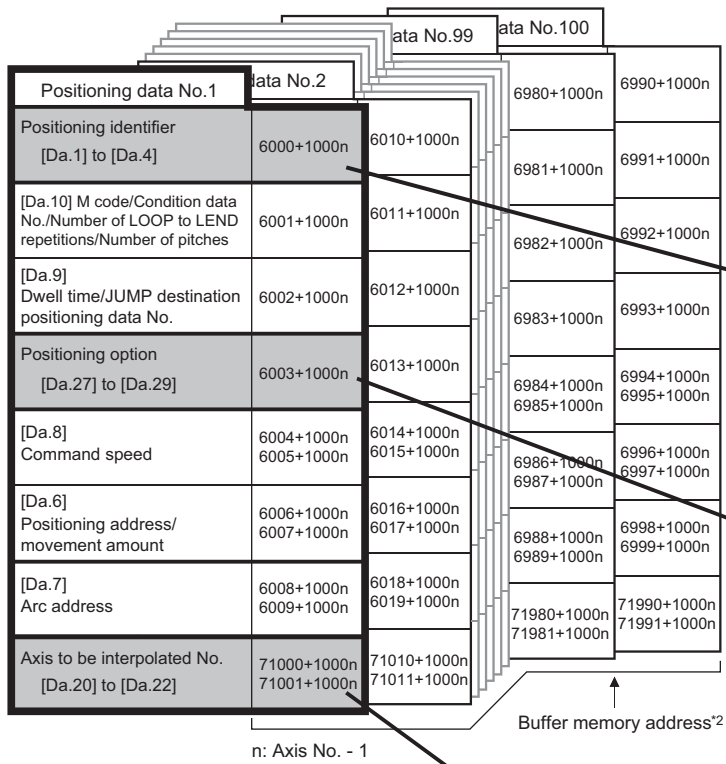 Positioning data No.1
data No.2
ata No.99
ata No.100
Positioning identifier
[Da.1] to [Da.4]
6000+1000n
6010+1000n
6980+1000n
6990+1000n
[Da.10] M code/Condition data
No./Number of LOOP to LEND
repetitions/Number of pitches
6001+1000n
6011+1000n
6981+1000n
6991+1000n
[Da.9]
Dwell time/JUMP destination
positioning data No.
6002+1000n
6012+1000n
6982+1000n
6992+1000n
Positioning option
[Da.27] to [Da.29]
6003+1000n
6013+1000n
6983+1000n
6993+1000n
[Da.8]
Command speed
6004+1000n
6005+1000n
6014+1000n
6015+1000n
6984+1000n
6985+1000n
6994+1000n
6995+1000n
[Da.6]
Positioning address/
movement amount
6006+1000n
6007+1000n
6016+1000n
6017+1000n
6986+1000n
6987+1000n
6996+1000n
6997+1000n
[Da.7]
Arc address
6008+1000n
6009+1000n
6018+1000n
6019+1000n
6988+1000n
6989+1000n
6998+1000n
6999+1000n
Axis to be interpolated No.
[Da.20] to [Da.22]
71000+1000n
71001+1000n
71010+1000n
71011+1000n
71980+1000n
71981+1000n
71990+1000n
71991+1000n
Buffer memory address*2
n: Axis No. - 1